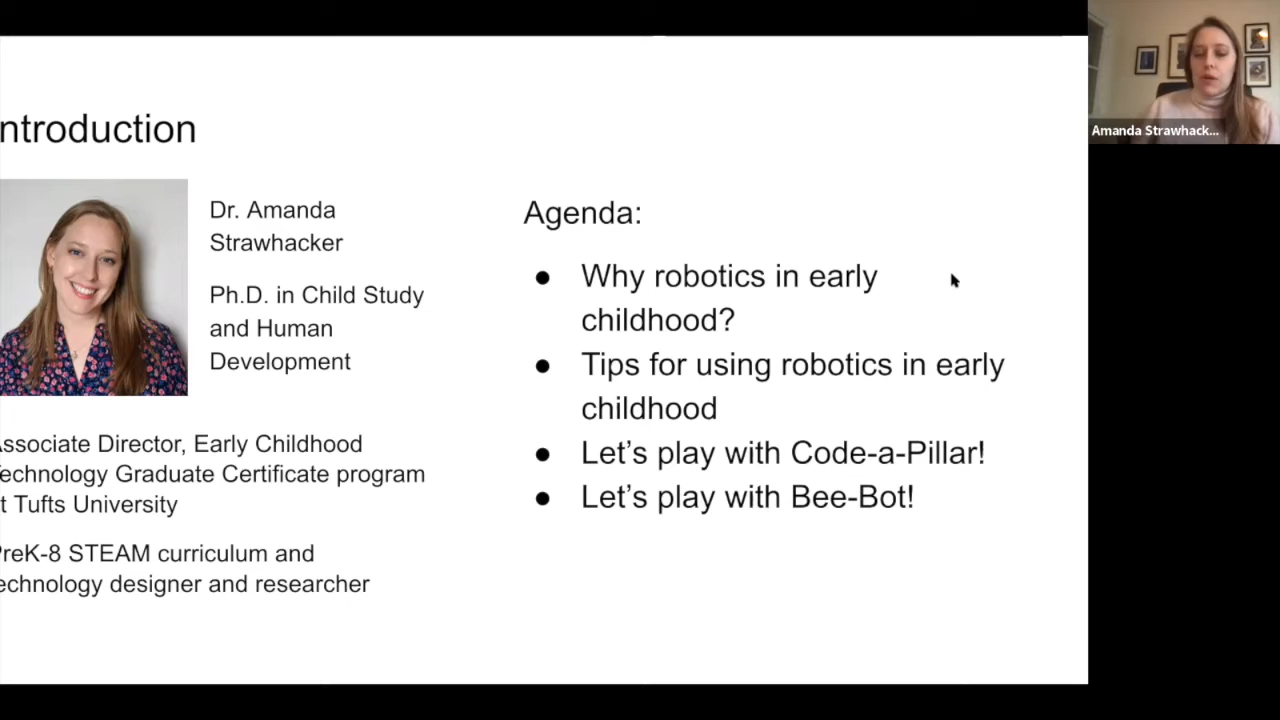 ntroduction
Dr. Amanda
Strawhacker
Ph.D. in Child Study
and Human
Development
ssociate Director, Early Childhood
echnology Graduate Certificate program
t Tufts University
reK-8 STEAM curriculum and
echnology designer and researcher
Agenda:
● Why robotics in early
childhood?
● Tips for using robotics in early
childhood
● Let’s play with Code-a-Pillar!
● Let’s play with Bee-Bot!
Amanda Strawhack...